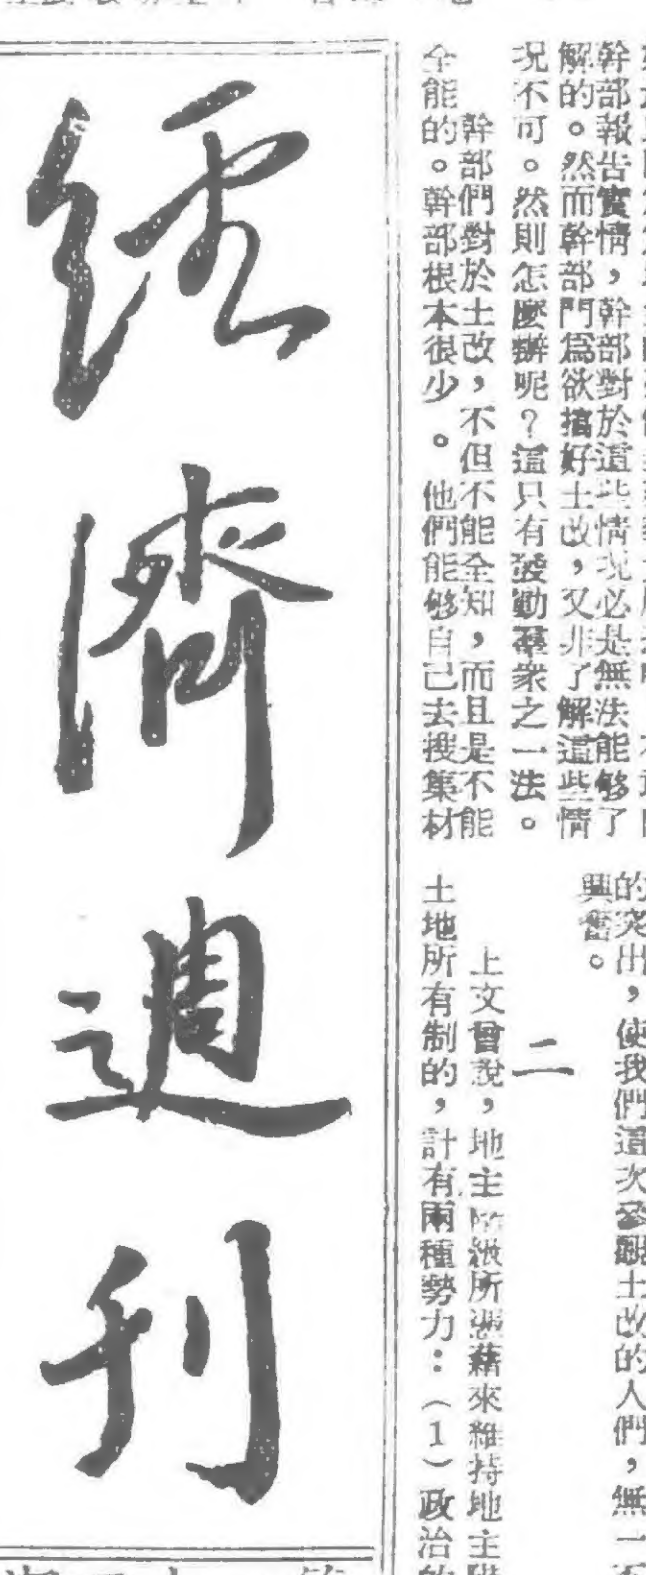 幹部報告實情，幹部對於這些情況必是無法能够了
解的。然而幹部門爲欲搞好土改，又非了解這些情
況不可。然則怎麼辦呢？這只有發動羣衆之一法。
幹部們對於土改，不但不能全知，而且是不能
全能的。幹部根本很少。他們能够自己去搜集材
的突出，使我們這次參觀土改的人們，無一不
興奮。
二
上文曾說，地主階級所憑藉來維持地主階
土地所有制的，計有兩種勢力：（1）政治的
經濟週刊